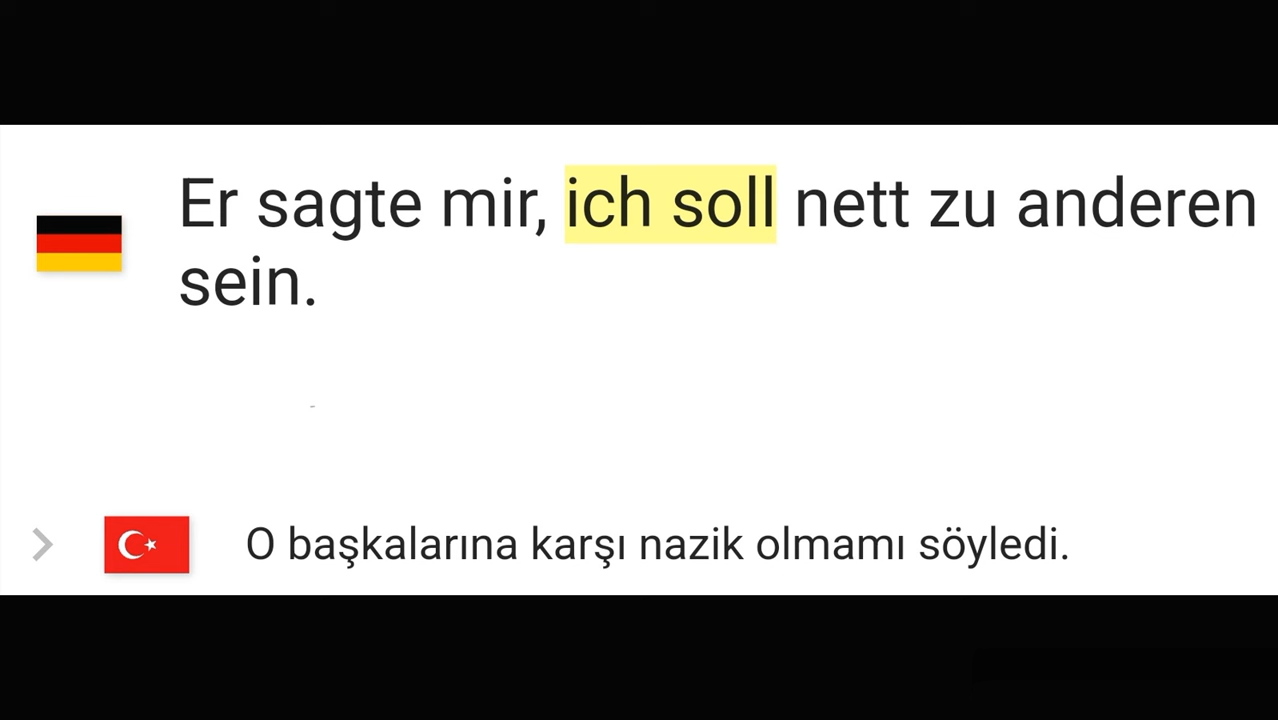 Er sagte mir, ich soll nett zu anderen
sein.
O başkalarına karşı nazik olmamı söyledi.